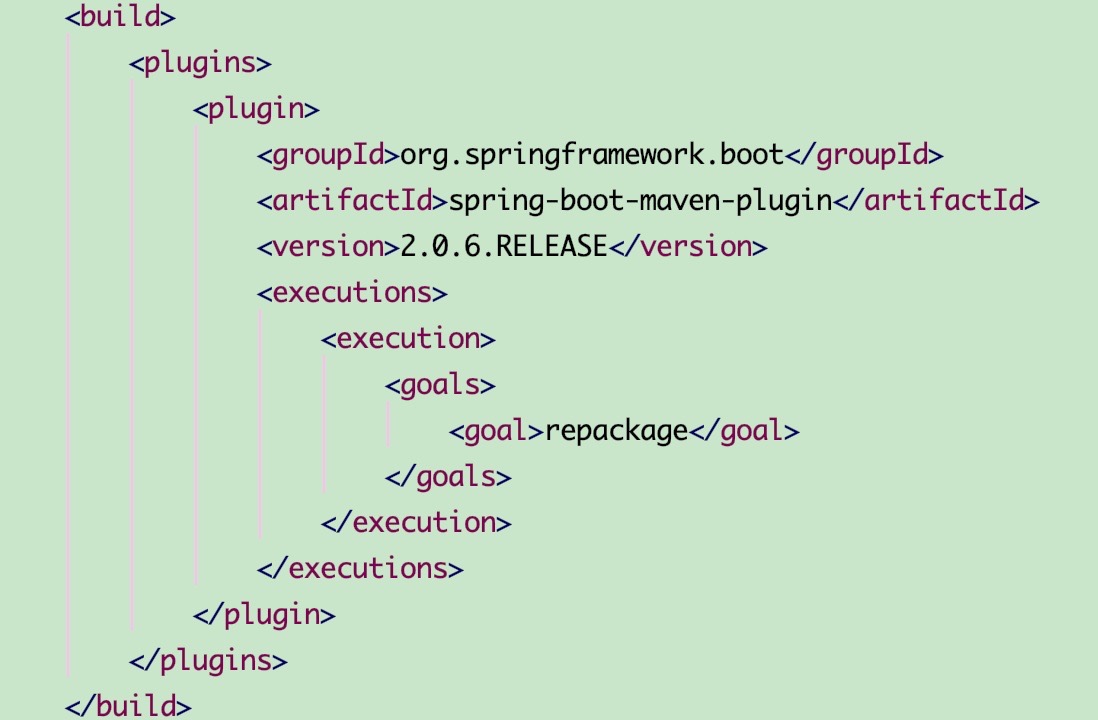 <build>
<plugins>
<plugin>
<groupId>org.springframework.boot</groupId>
<artifactId>spring-boot-maven-plugin</artifactId>
<version>2.0.6.RELEASE</version>
<executions>
<execution>
<goals>
<goal>repackage</goal>
</goals>
</execution>
</executions>
</plugin>
</plugins>
</build>